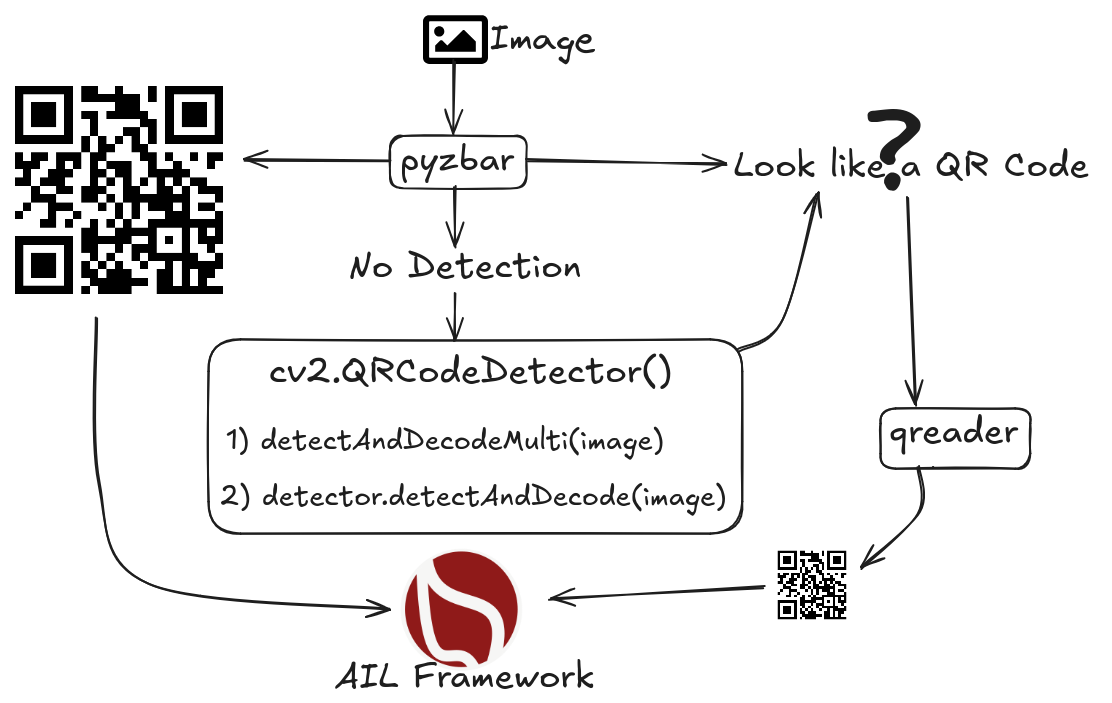 Image
pyzbar
Look like a QR Code
?
No Detection
cv2.QRCodeDetector()
1) detectAndDecodeMulti(image)
2) detector.detectAndDecode(image)
qreader
AIL Framework